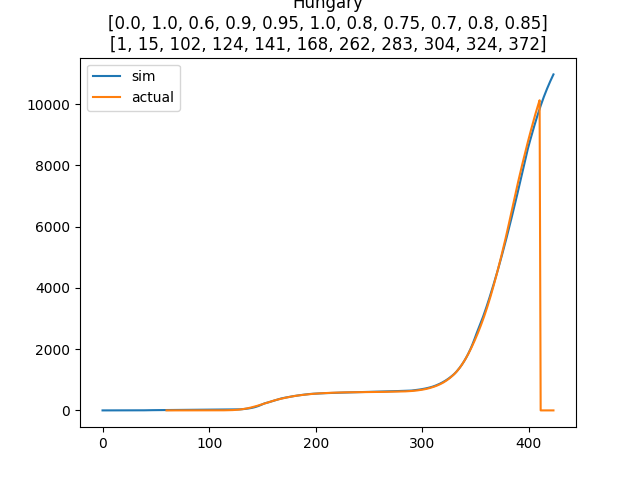 Hungary
[0.0, 1.0, 0.6, 0.9, 0.95, 1.0, 0.8, 0.75, 0.7, 0.8, 0.85]
[1, 15, 102, 124, 141, 168, 262, 283, 304, 324, 372]
sim
actual
10000
8000
6000
4000
2000
0
0 100 200 300 400